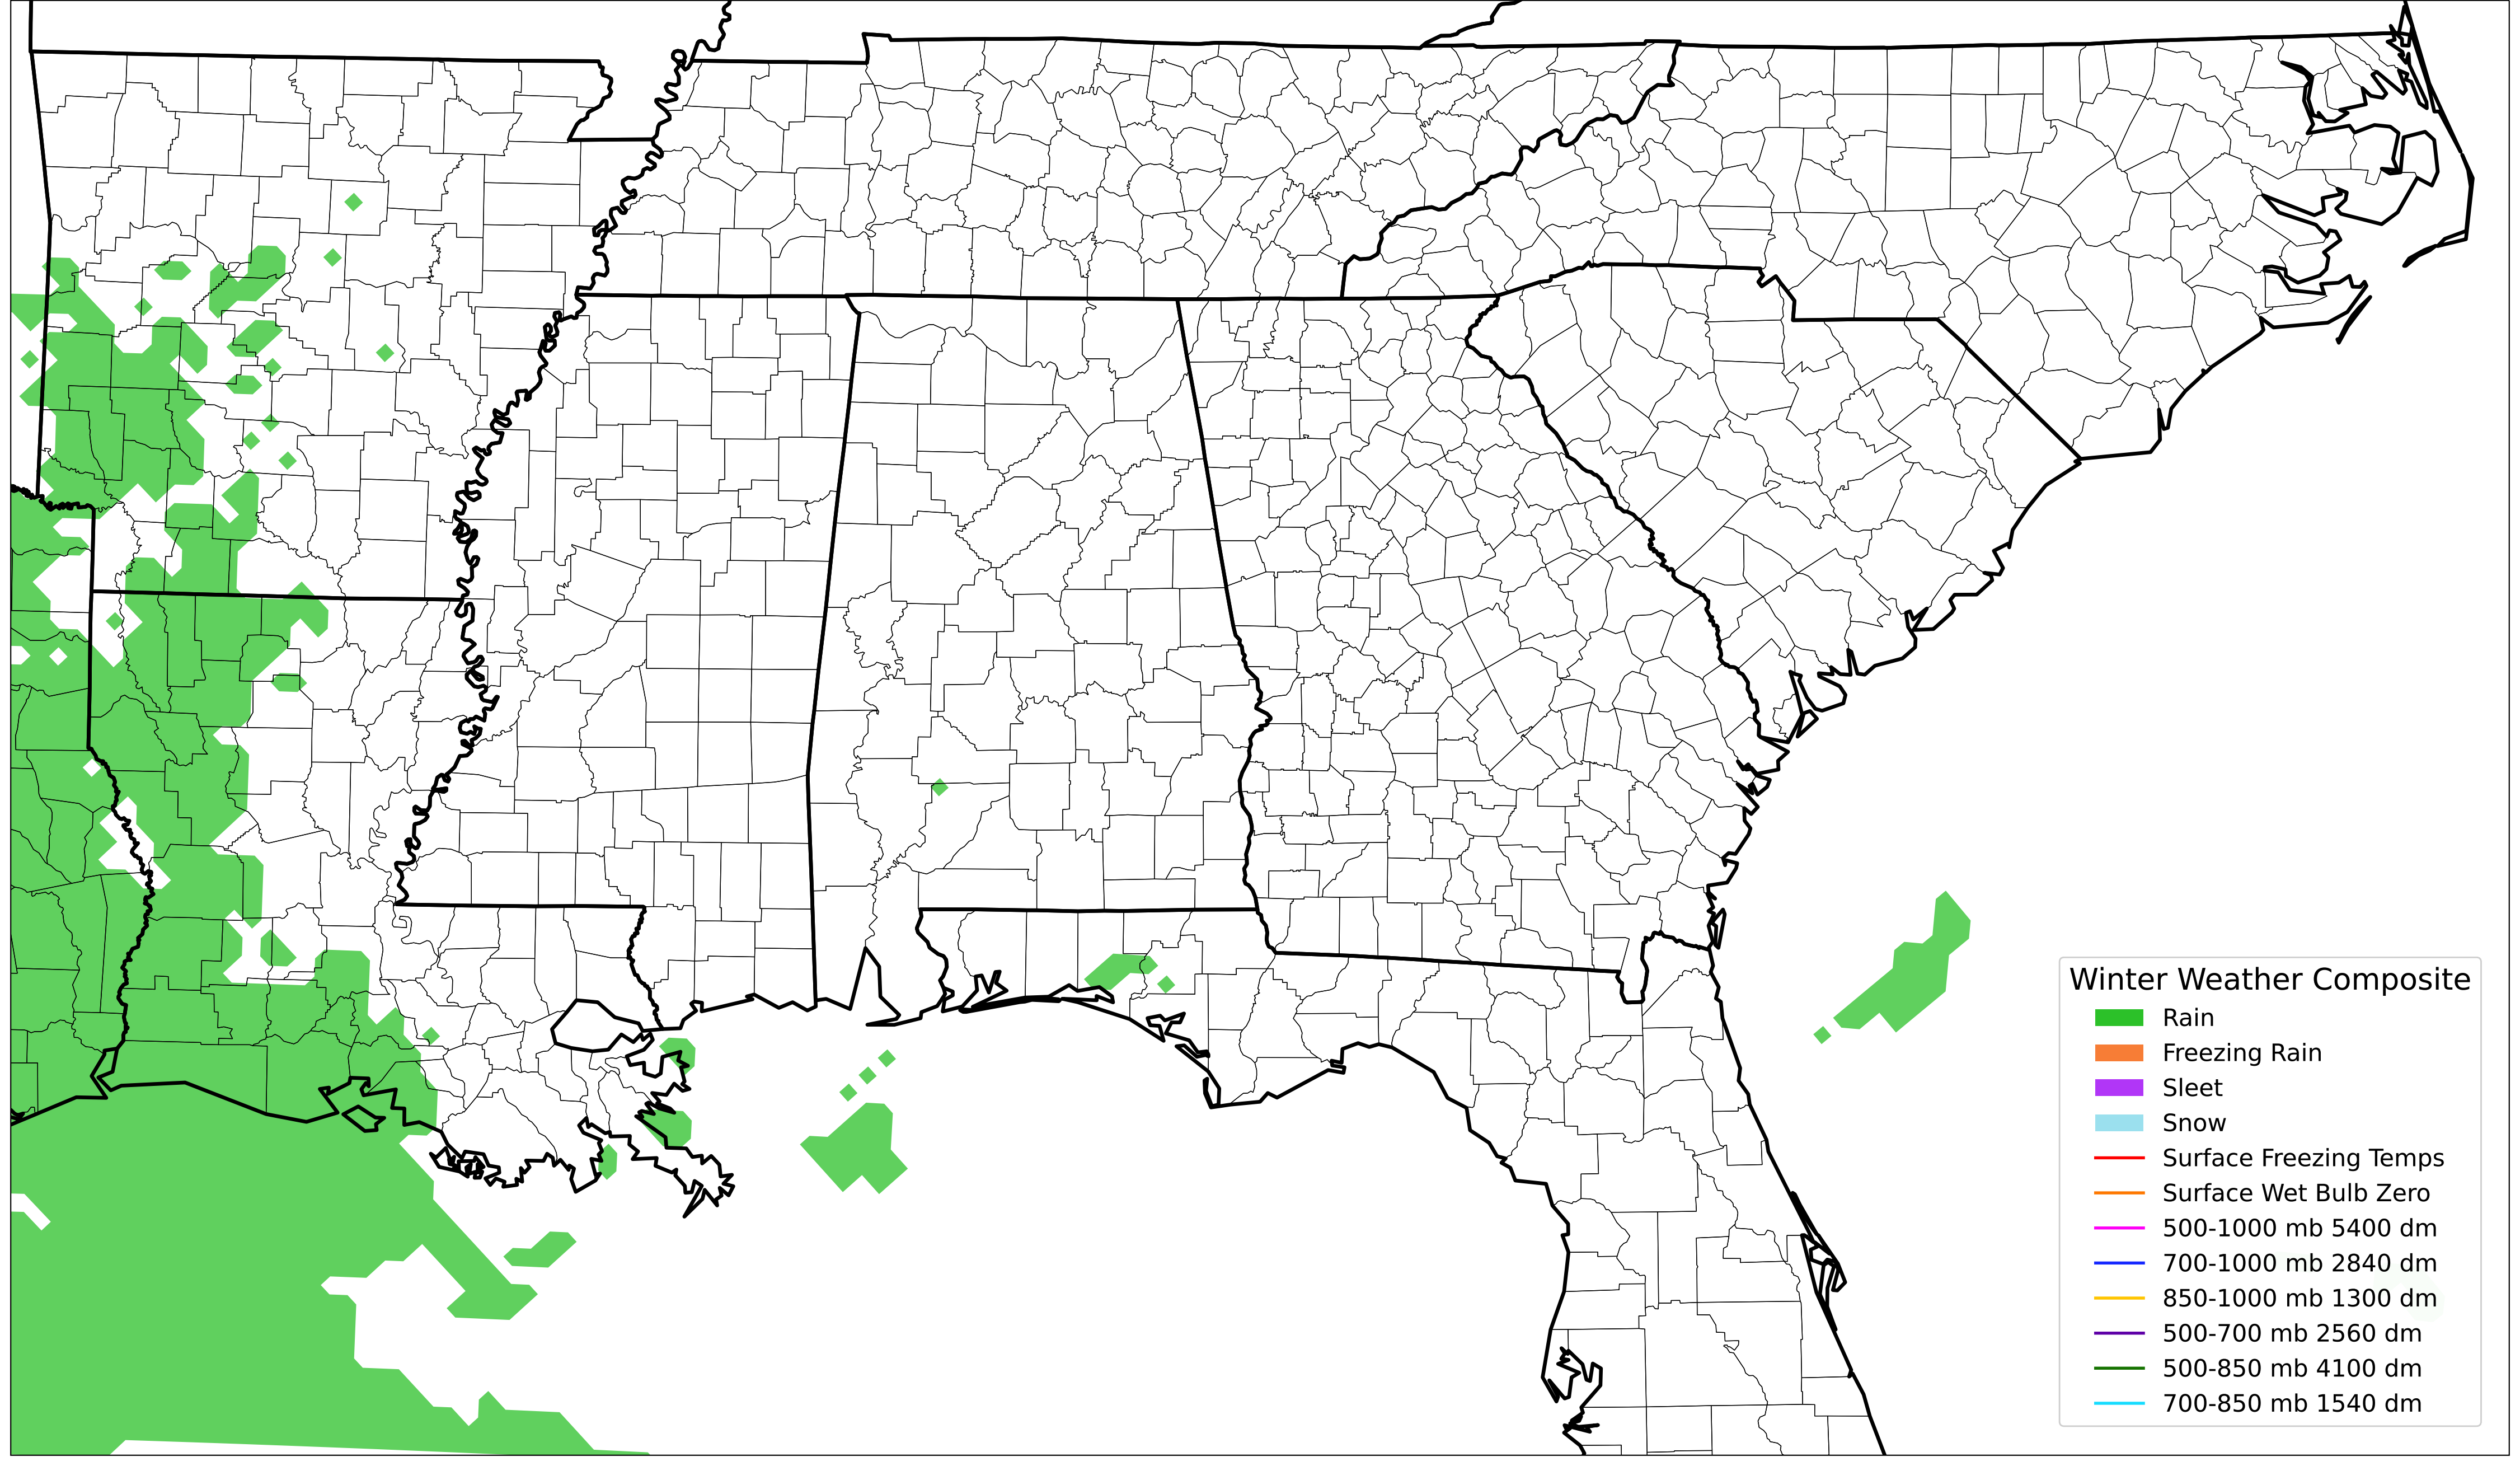 Winter Weather Composite
Rain
Freezing Rain
Sleet
Snow
Surface Freezing Temps
Surface Wet Bulb Zero
500-1000 mb 5400 dm
700-1000 mb 2840 dm
850-1000 mb 1300 dm
500-700 mb 2560 dm
500-850 mb 4100 dm
700-850 mb 1540 dm